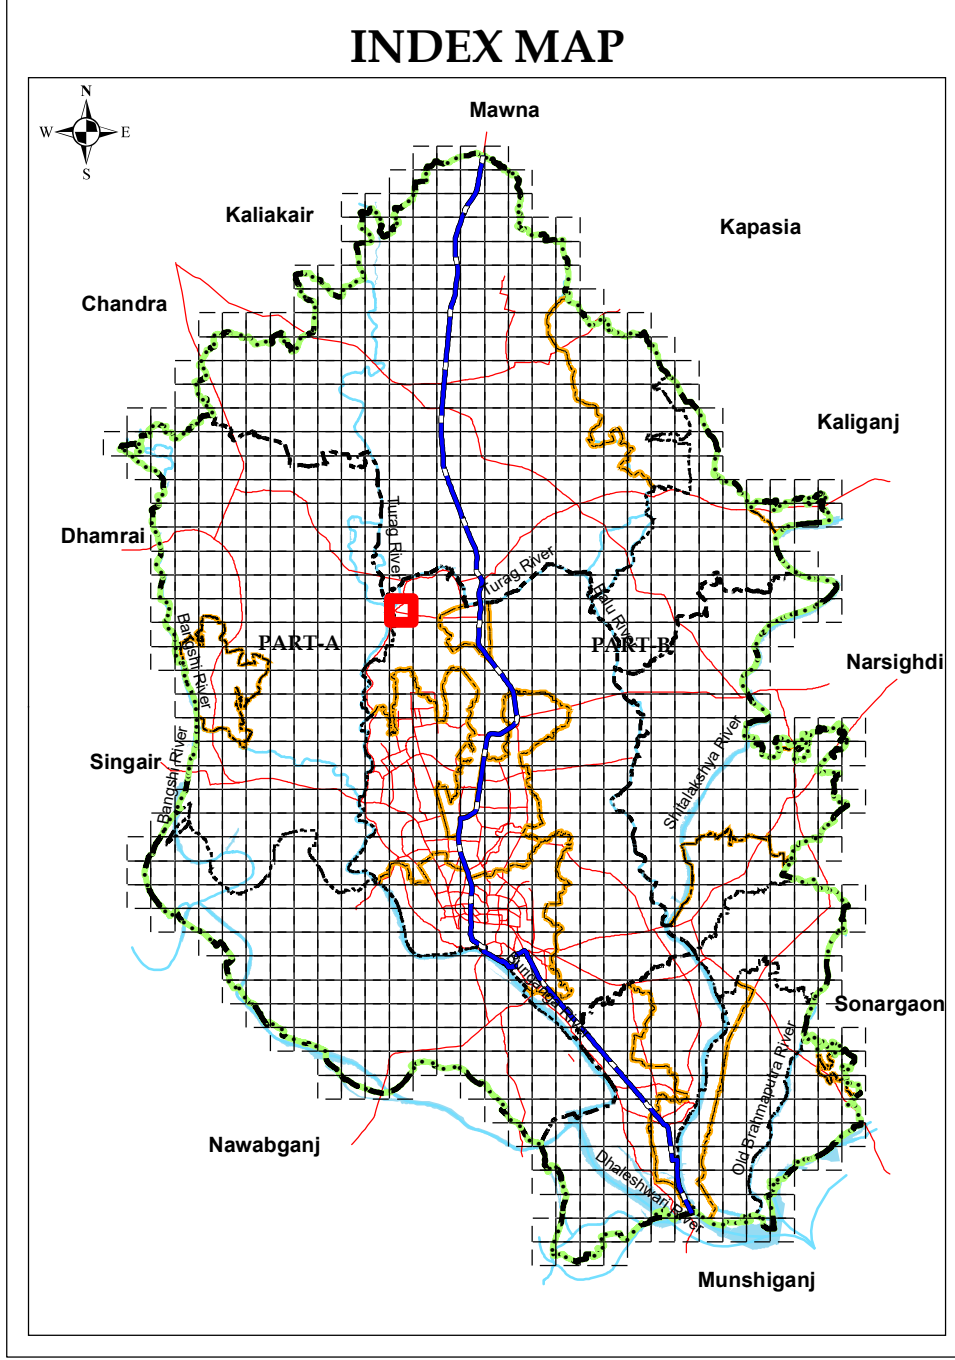 INDEX MAP
N
W E
S
Mawna
Kaliakair
Kapasia
Chandra
Kaliganj
Dhamrai
Turag River
Turag River
Balu River
PART-A
PART-B
Bangshi River
Narsighdi
Singair
Bangshi River
Shitalakshya River
Buriganga River
Sonargaon
Old Brahmaputra River
Nawabganj
Dhaleshwari River
Munshiganj